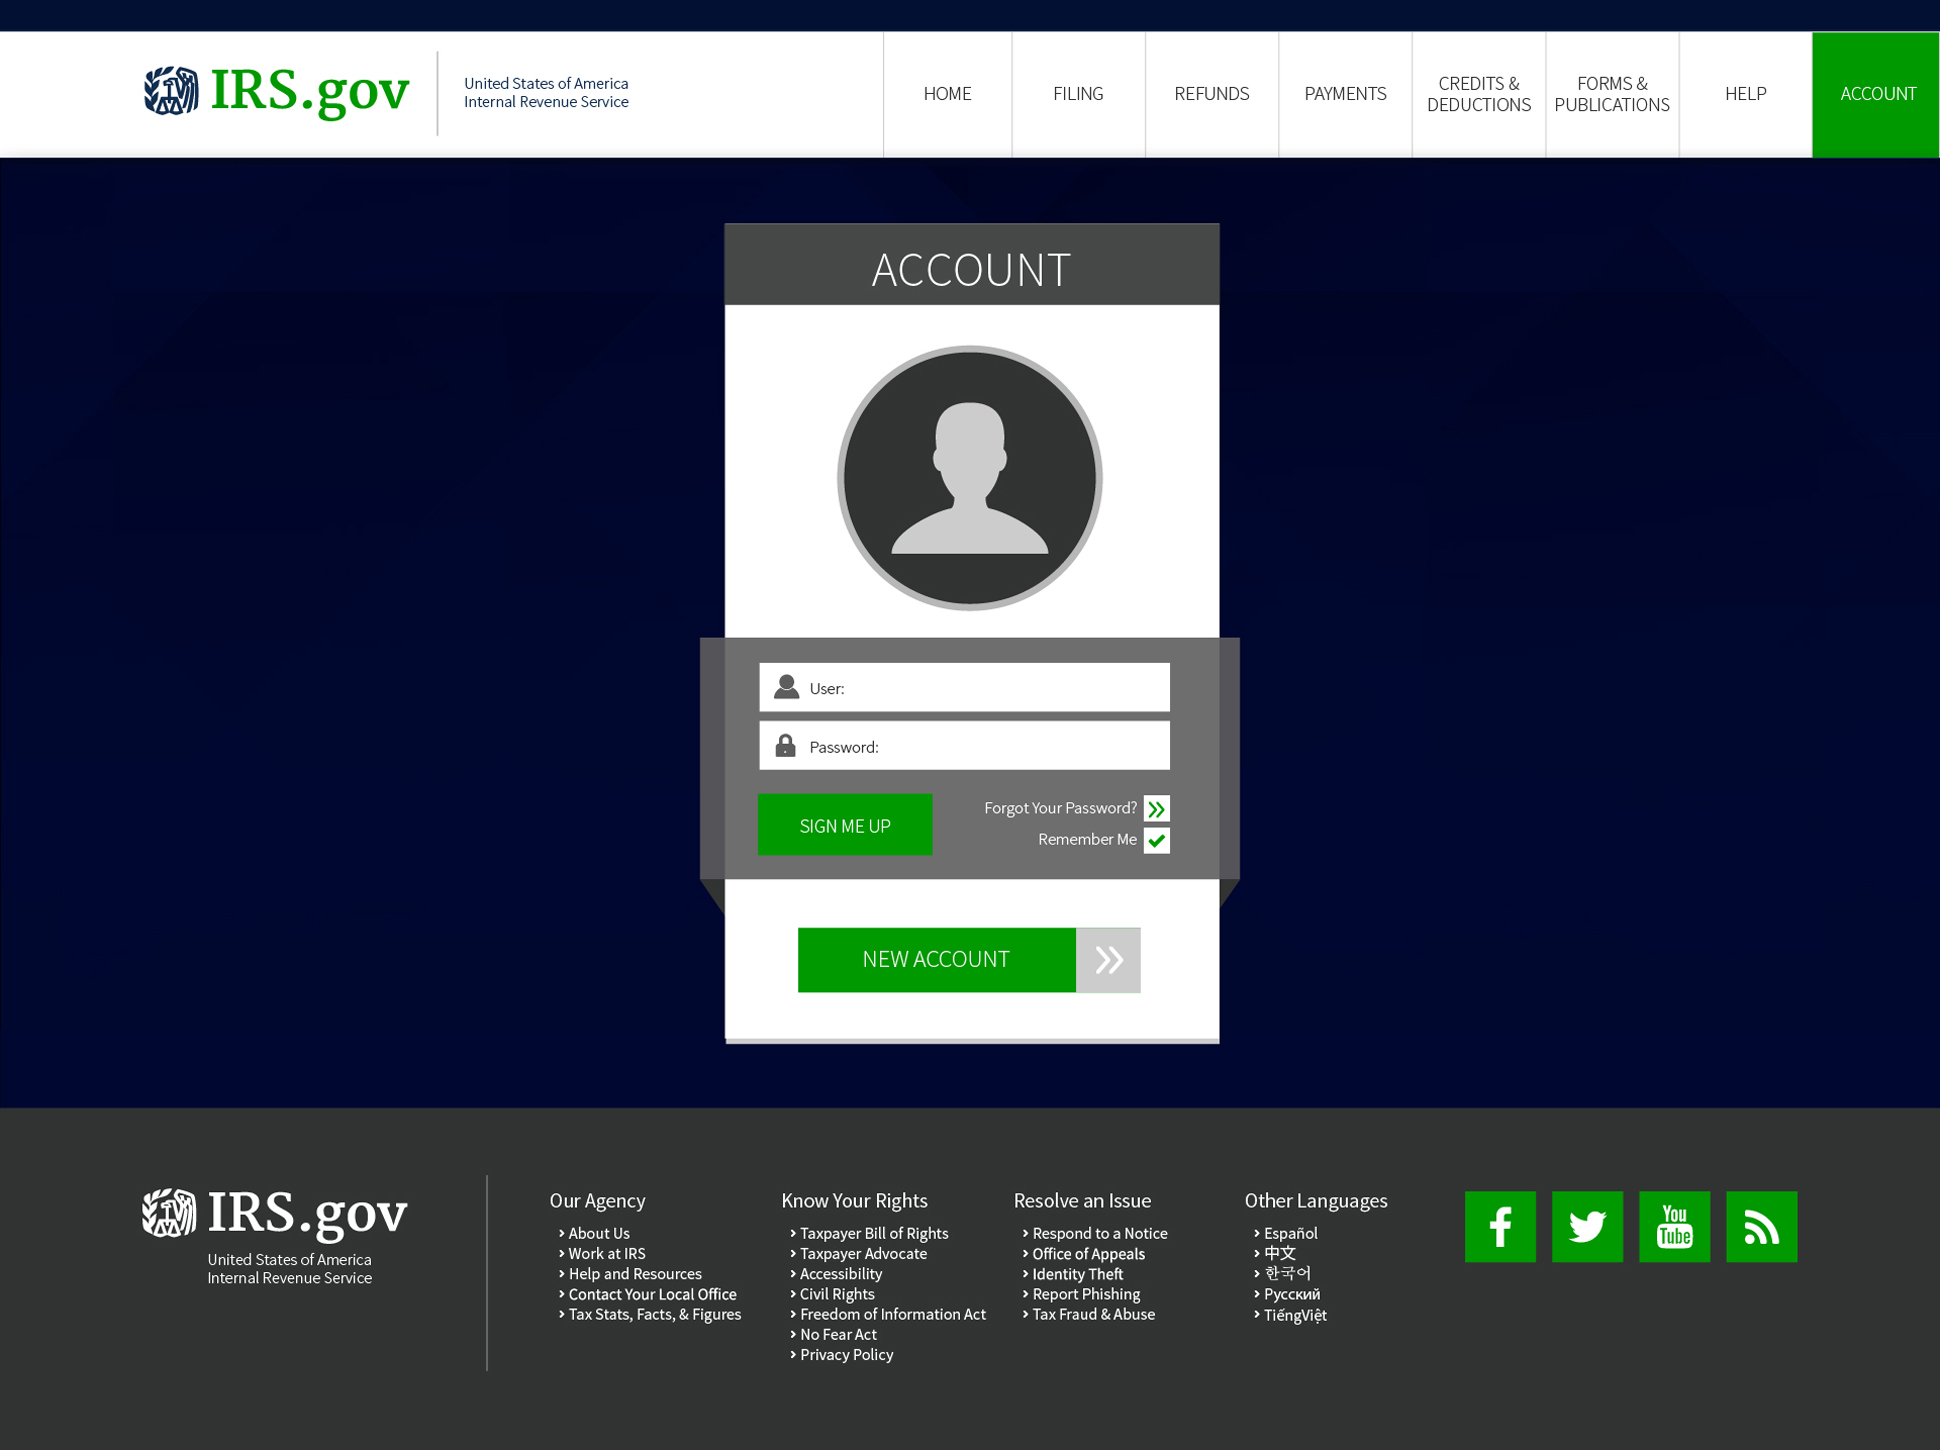 IRS.gov
United States of America
Internal Revenue Service
HOME
FILING
REFUNDS
PAYMENTS
CREDITS &
DEDUCTIONS
FORMS &
PUBLICATIONS
HELP
ACCOUNT
ACCOUNT
User:
Password:
SIGN ME UP
Forgot Your Password?
Remember Me
NEW ACCOUNT
IRS.gov
United States of America
Internal Revenue Service
Our Agency
About Us
Work at IRS
Help and Resources
Contact Your Local Office
Tax Stats, Facts, & Figures
Know Your Rights
Taxpayer Bill of Rights
Taxpayer Advocate
Accessibility
Civil Rights
Freedom of Information Act
No Fear Act
Privacy Policy
Resolve an Issue
Respond to a Notice
Office of Appeals
Identity Theft
Report Phishing
Tax Fraud & Abuse
Other Languages
Español
中文
한국어
Русский
TiếngViệt
You
Tube